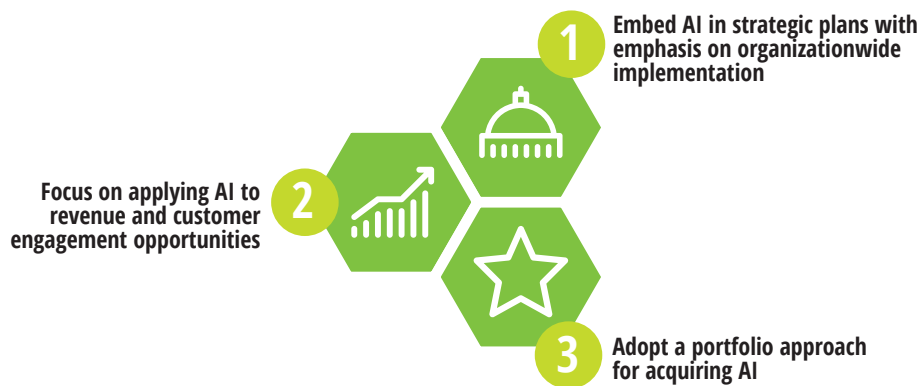 1
Embed AI in strategic plans with
emphasis on organizationwide
implementation
2
Focus on applying AI to
revenue and customer
engagement opportunities
3
Adopt a portfolio approach
for acquiring AI